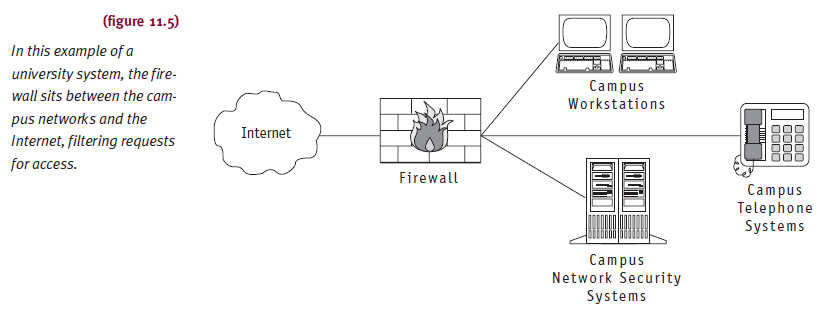 (figure 11.5)
In this example of a
university system, the fire-
wall sits between the cam-
pus networks and the
Internet, filtering requests
for access.
Internet
Firewall
Campus
Workstations
Campus
Telephone
Systems
Campus
Network Security
Systems